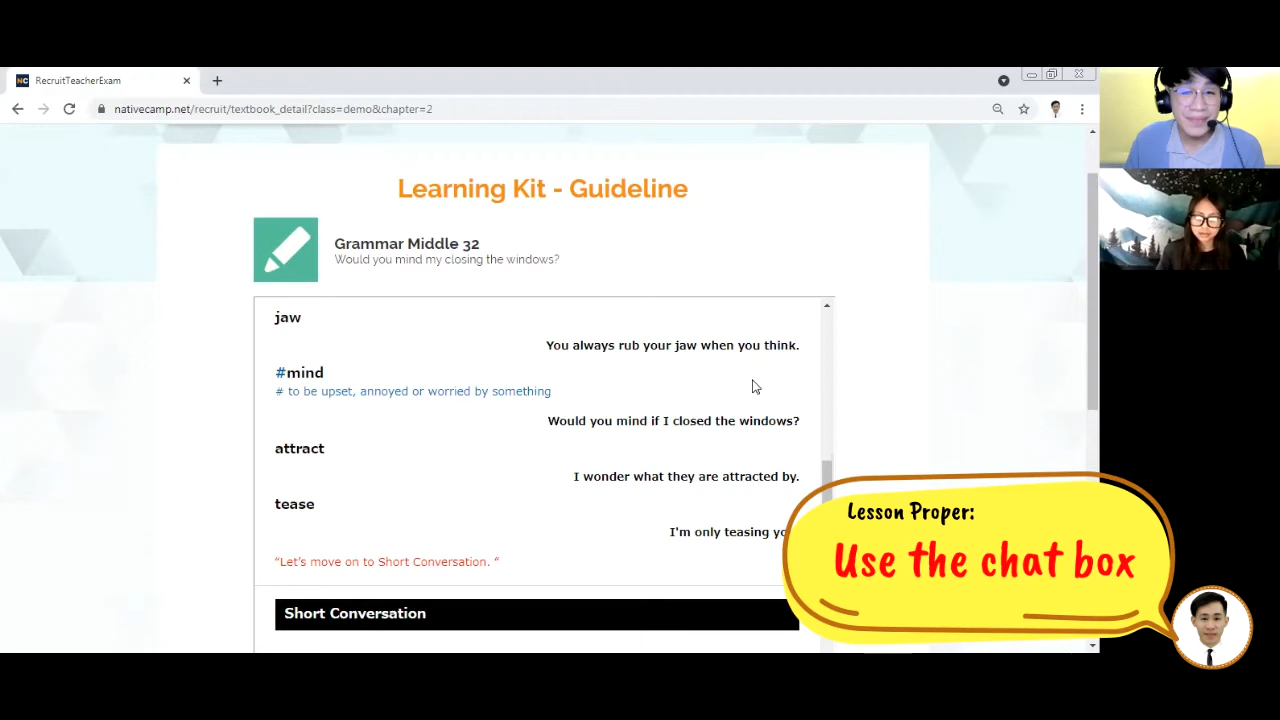 RecruitTeacherExam
nativecamp.net/recruit/textbook_detail?class=demo&chapter=2
Learning Kit - Guideline
Grammar Middle 32
Would you mind my closing the windows?
jaw
You always rub your jaw when you think.
#mind
# to be upset, annoyed or worried by something
Would you mind if I closed the windows?
attract
I wonder what they are attracted by.
tease
I'm only teasing
"Let's move on to Short Conversation. "
Short Conversation
Lesson Proper:
Use the chat box